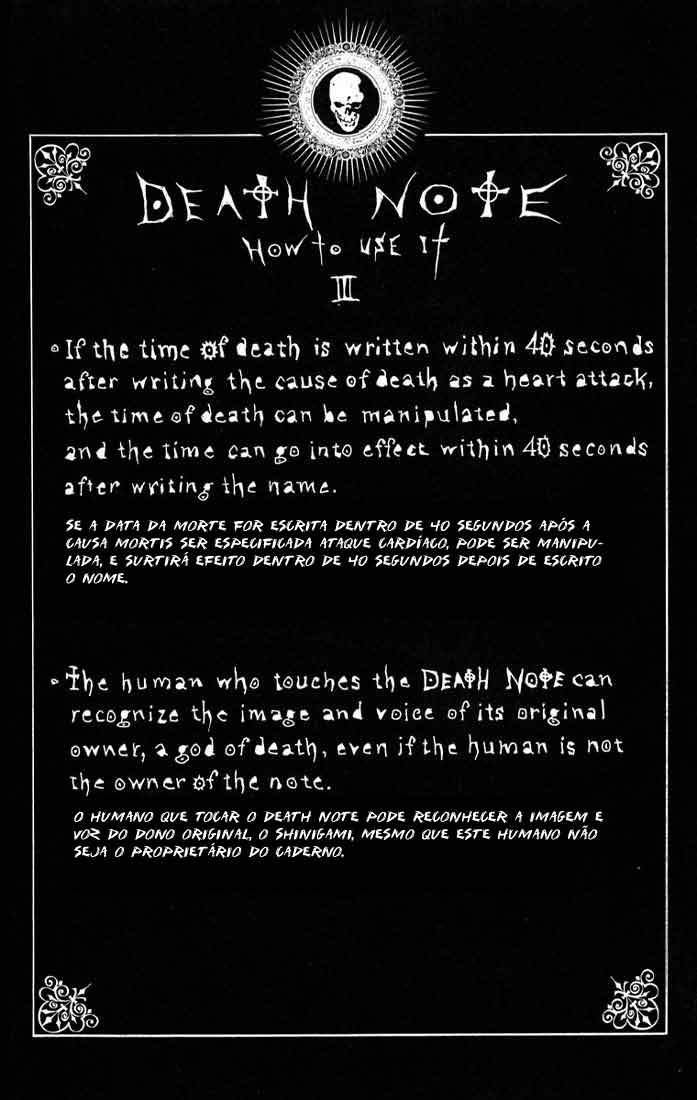 DEATH NOTE
HOW to USE It
III
If the time of death is written within 40 seconds
after writing the cause of death as a heart attack,
the time of death can be manipulated,
and the time can go into effect within 40 seconds
after writing the name.
SE A DATA DA MORTE FOR ESCRITA DENTRO DE 40 SEGUNDOS APÓS A
CAUSA MORTIS SER ESPECIFICADA ATAQUE CARDÍACO, PODE SER MANIPU-
LADA, E SURTIRÁ EFEITO DENTRO DE 40 SEGUNDOS DEPOIS DE ESCRITO
O NOME.
The human who touches the DEATH NOTE can
recognize the image and voice of its original
owner, a god of death, even if the human is not
the owner of the note.
O HUMANO QUE TOCAR O DEATH NOTE PODE RECONHECER A IMAGEM E
VOZ DO DONO ORIGINAL, O SHINIGAMI, MESMO QUE ESTE HUMANO NÃO
SEJA O PROPRIETÁRIO DO CADERNO.